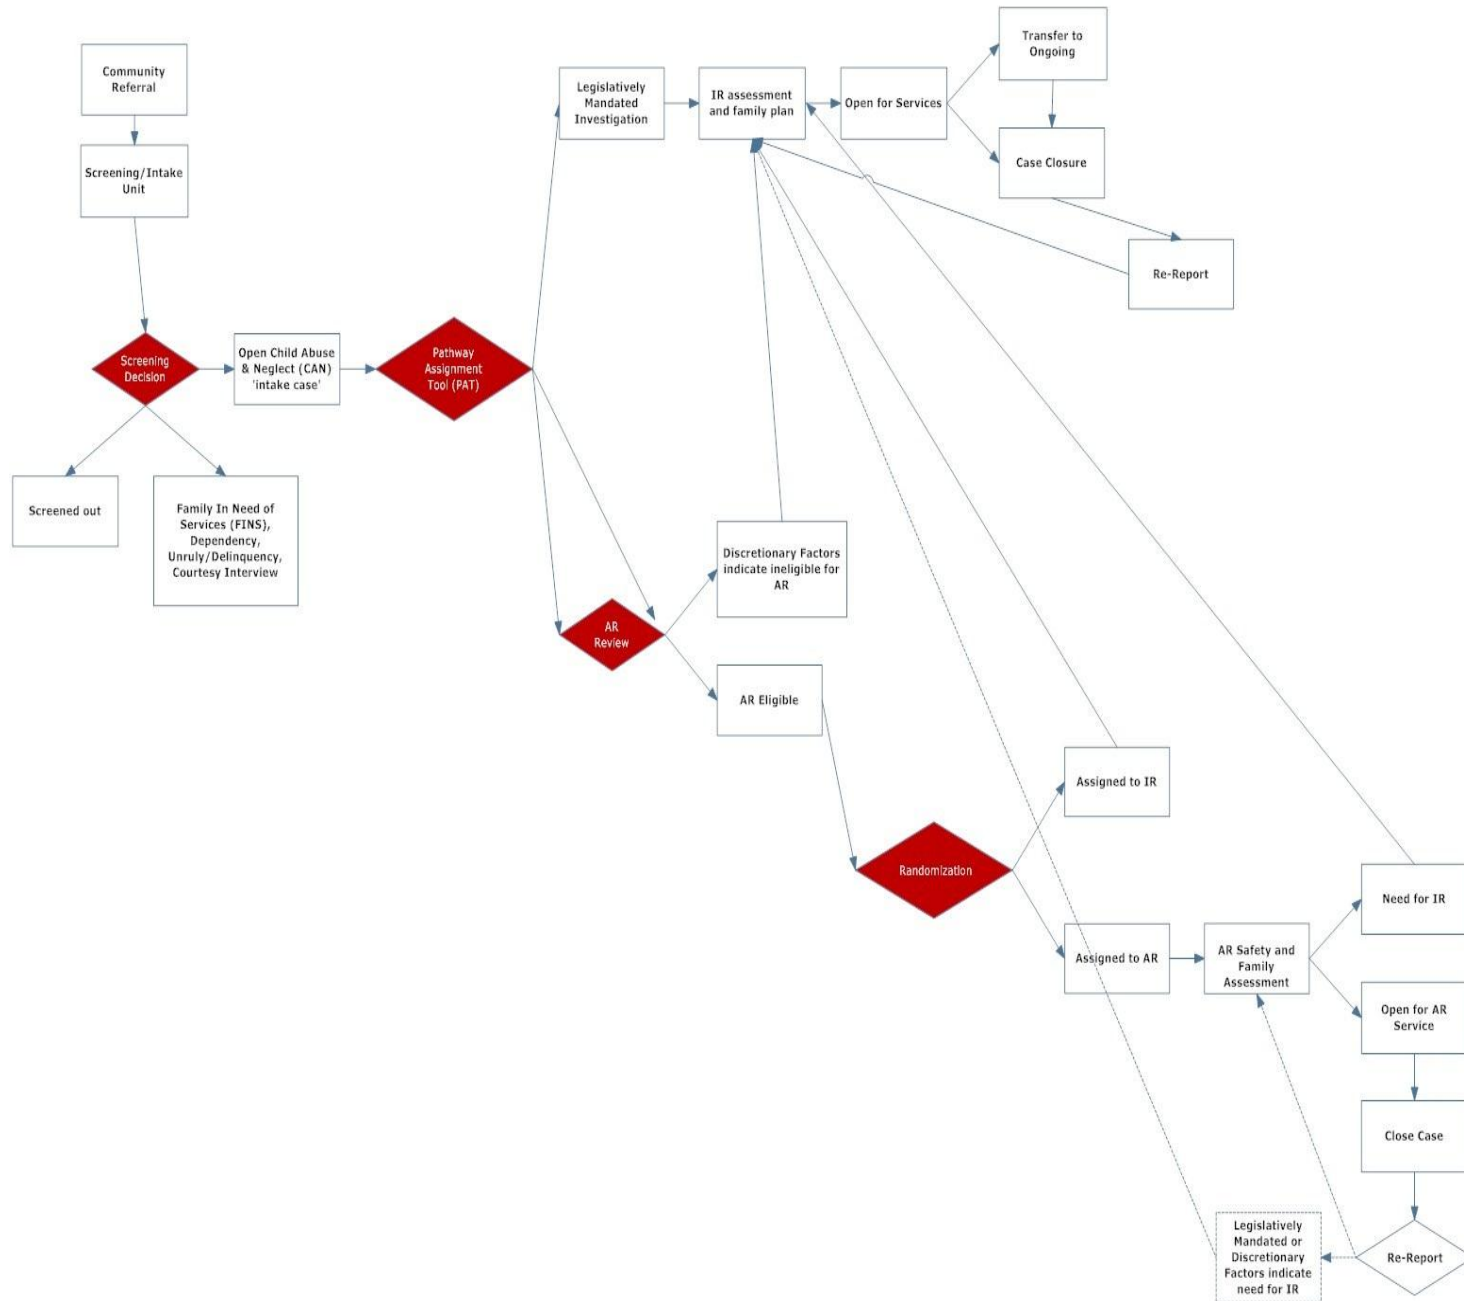 Community
Referral
Screening/Intake
Unit
Screening
Decision
Screened out
Family In Need of
Services (FINS),
Dependency,
Unruly/Delinquency,
Courtesy Interview
Open Child Abuse
& Neglect (CAN)
'intake case'
Pathway
Assignment
Tool (PAT)
Legislatively
Mandated
Investigation
IR assessment
and family plan
Open for Services
Transfer to
Ongoing
Case Closure
Re-Report
AR
Review
Discretionary Factors
indicate ineligible for
AR
AR Eligible
Randomization
Assigned to IR
Assigned to AR
AR Safety and
Family
Assessment
Need for IR
Open for AR
Service
Close Case
Re-Report
Legislatively
Mandated or
Discretionary
Factors indicate
need for IR